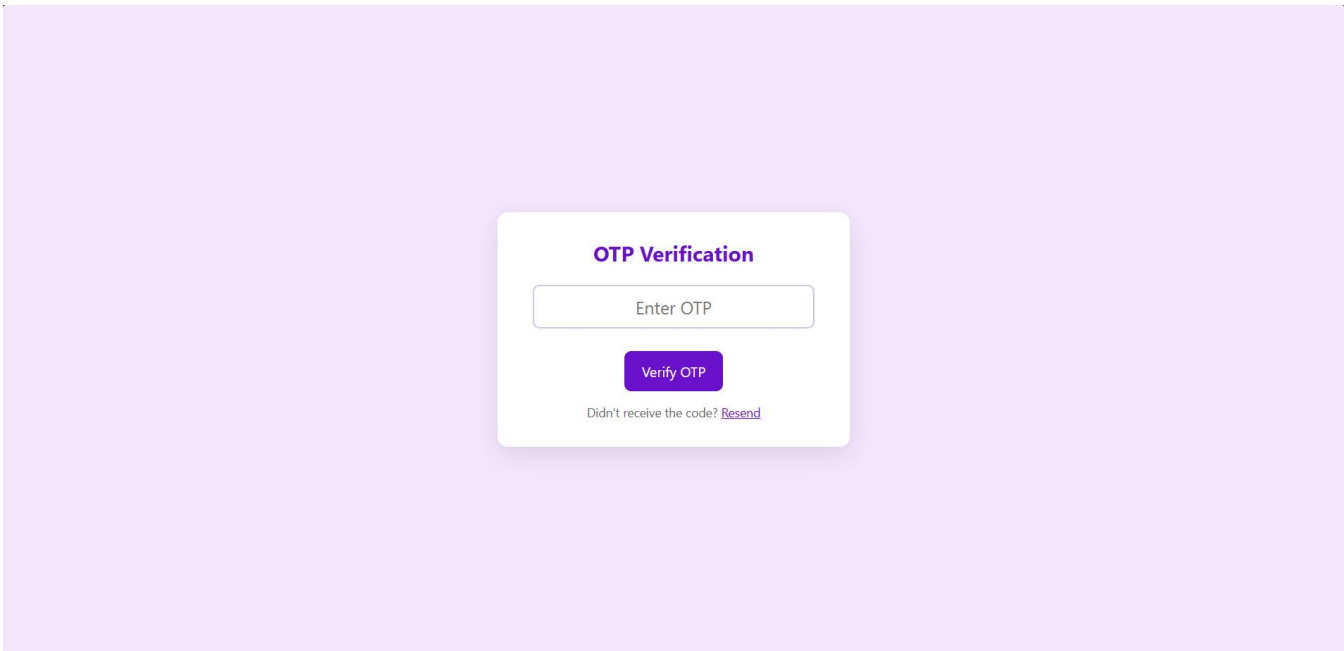 OTP Verification
Enter OTP
Verify OTP
Didn't receive the code? Resend